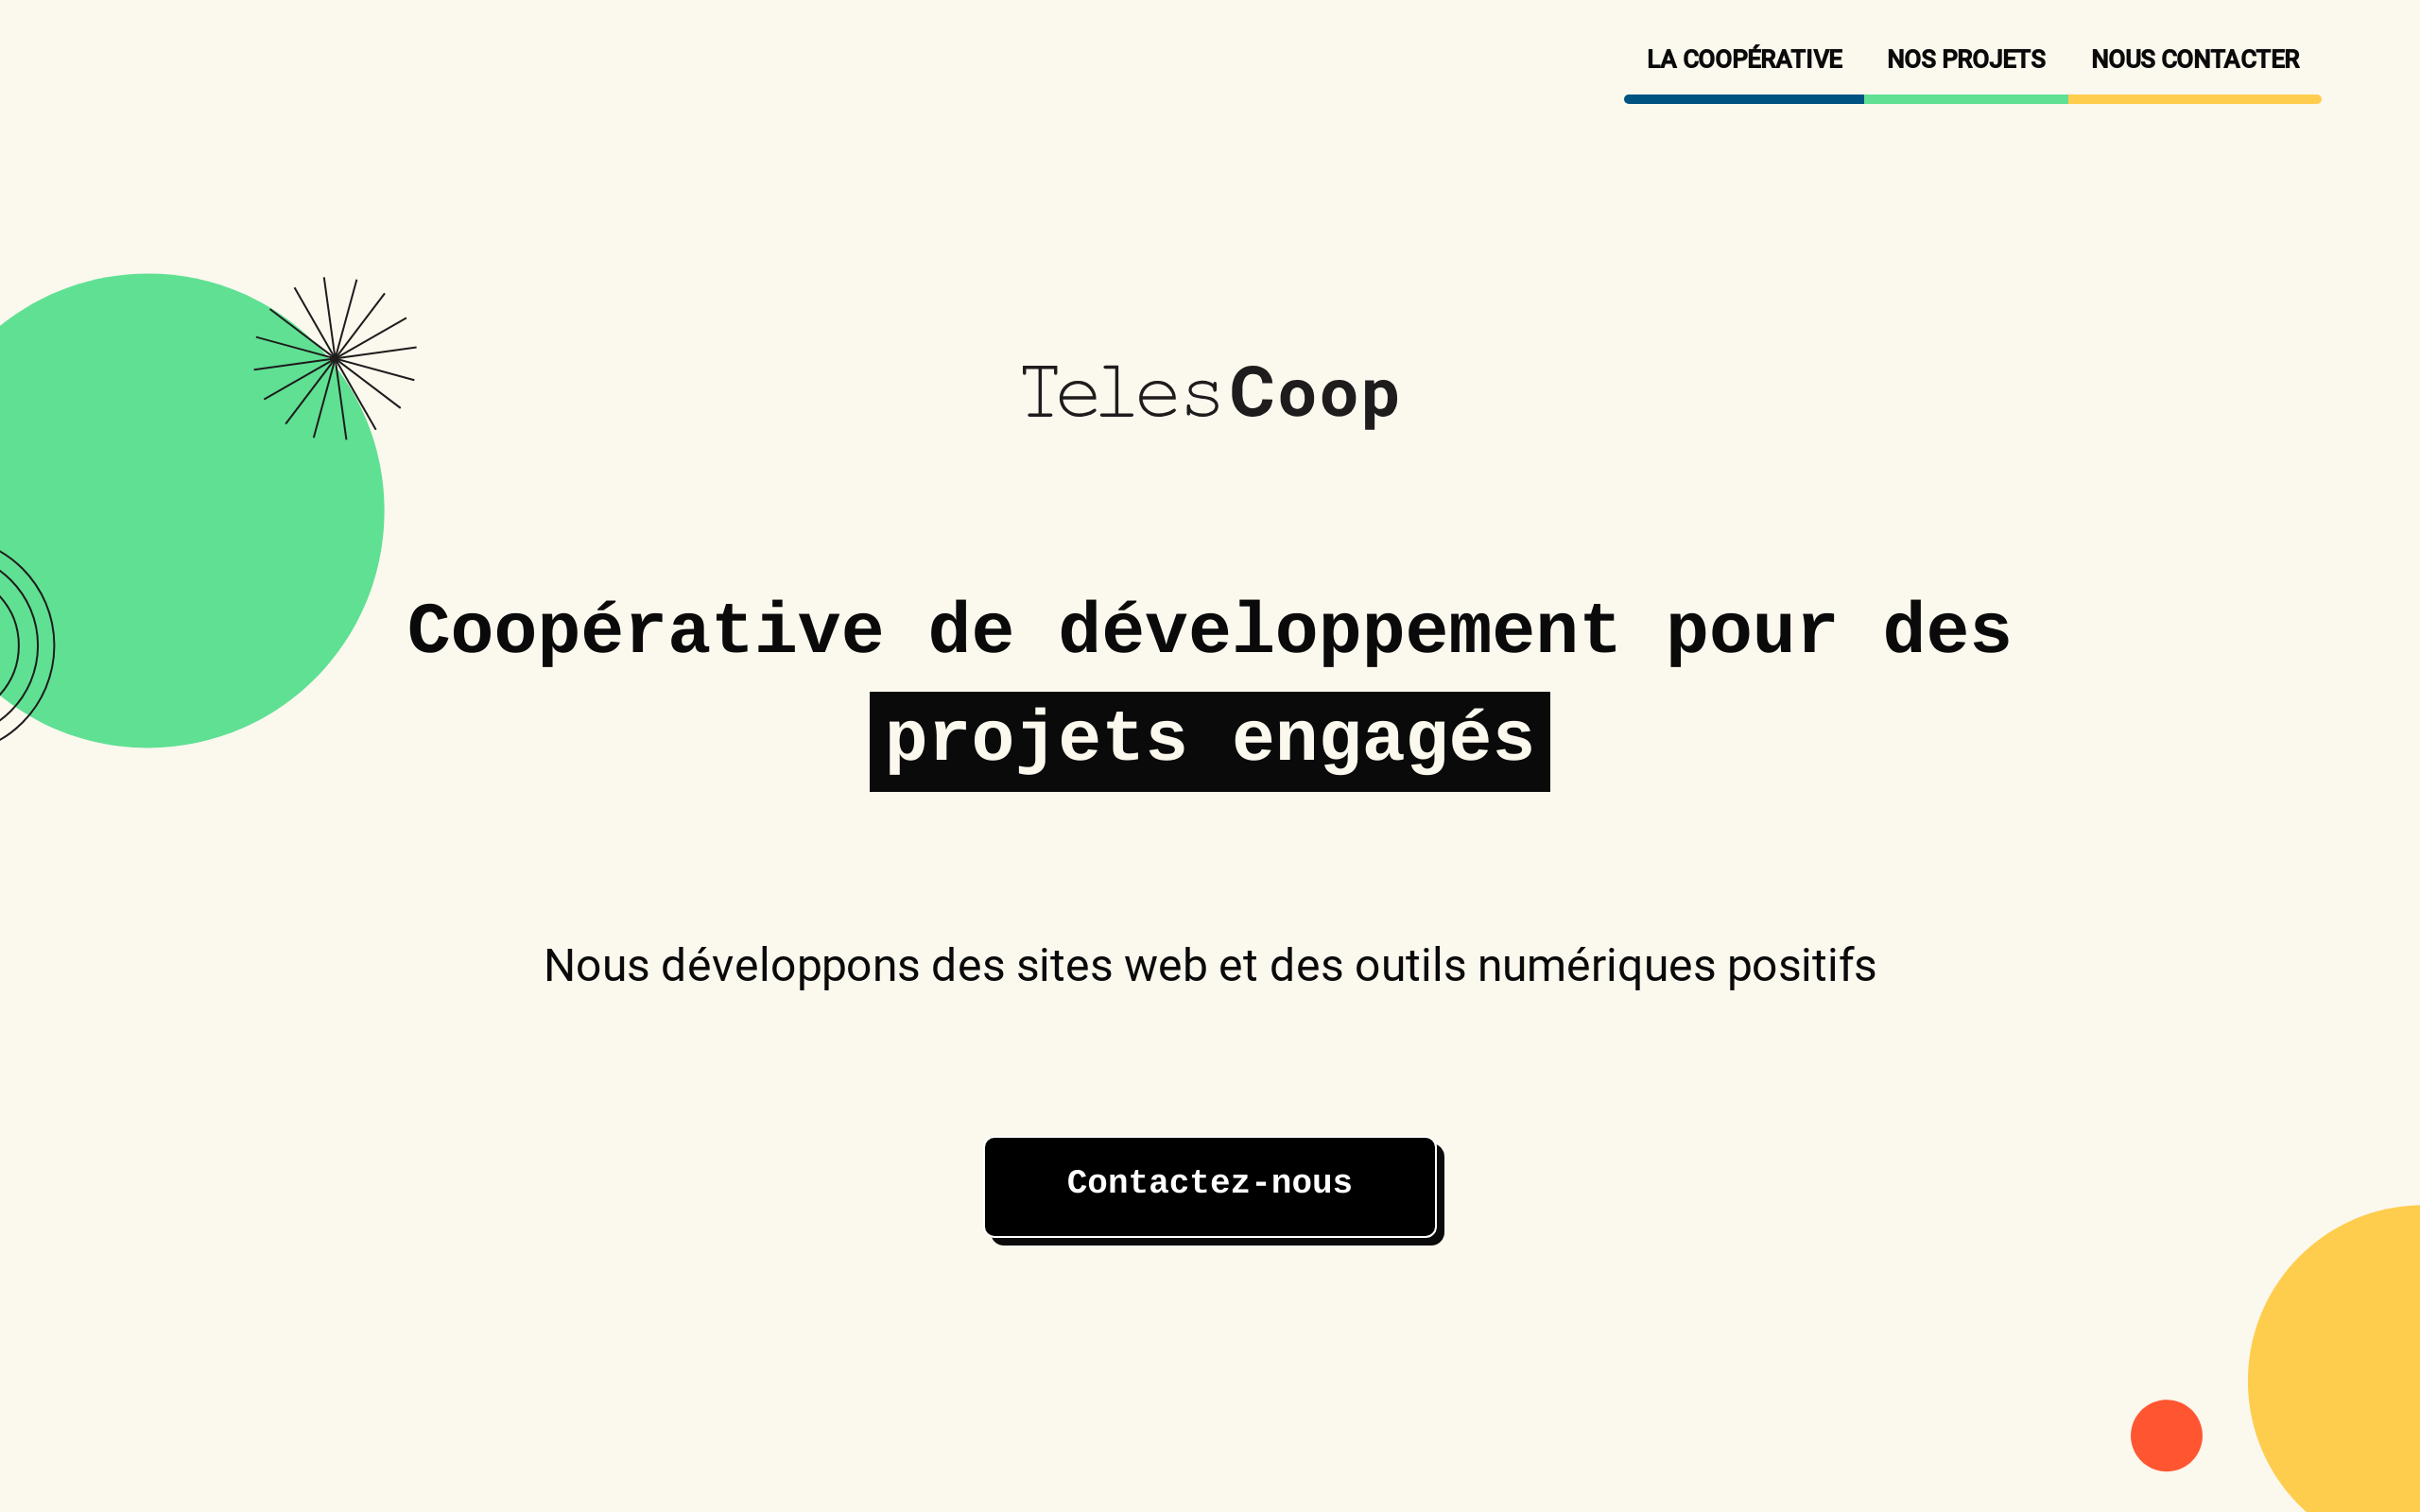 LA COOPÉRATIVE NOS PROJETS NOUS CONTACTER
TelesCoop
Coopérative de développement pour des
projets engagés
Nous développons des sites web et des outils numériques positifs
Contactez-nous